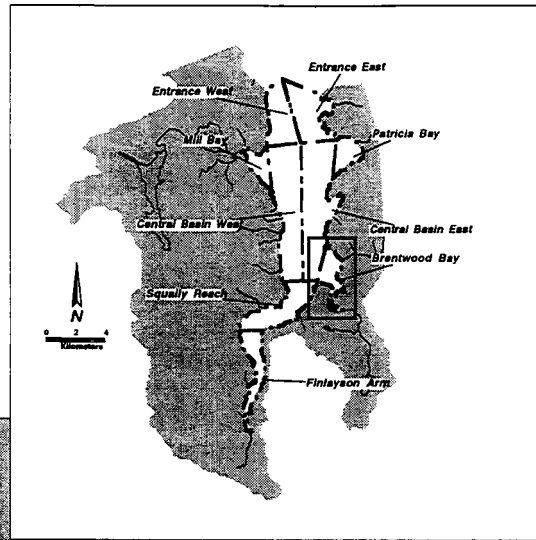 Entrance East
Entrance West
Mill Bay
Patricia Bay
Central Basin West
Central Basin East
Brentwood Bay
Squally Reach
N
0 2 4
Kilometers
Finlayson Arm